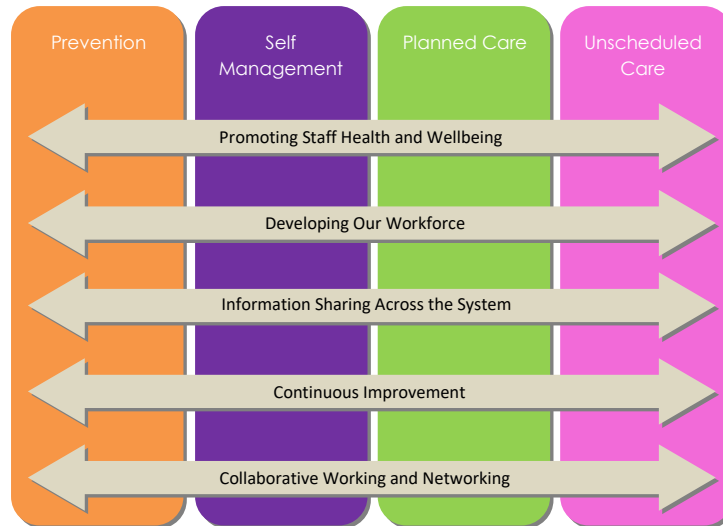 Prevention
Self
Management
Planned Care
Unscheduled
Care
Promoting Staff Health and Wellbeing
Developing Our Workforce
Information Sharing Across the System
Continuous Improvement
Collaborative Working and Networking